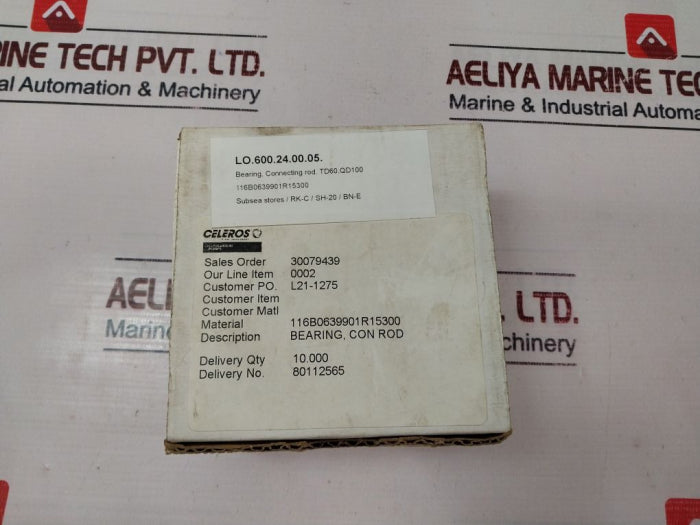 INE TECH PVT. LTD.
al Automation & Machinery
AELIYA MARINE TEC
Marine & Industrial Automa
LO.600.24.00.05.
Bearing. Connecting rod. TD60.QD100
116B0639901R15300
Subsea stores / RK-C / SH-20 / BN-E
CELEROS
Sales Order 30079439
Our Line Item 0002
Customer PO. L21-1275
Customer Item
Customer Matl
Material 116B0639901R15300
Description BEARING, CON ROD
Delivery Qty 10.000
Delivery No. 80112565
AELI
Marin
. LTD.
chinery